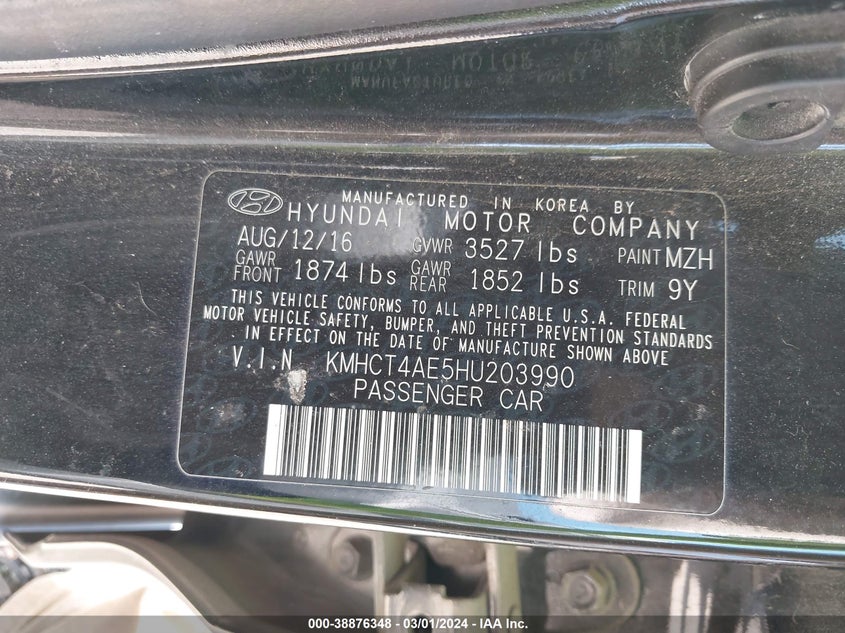 MANUFACTURED IN KOREA BY
HYUNDAI MOTOR COMPANY
AUG/12/16 GVWR 3527 lbs PAINT MZH
GAWR FRONT 1874 lbs GAWR REAR 1852 lbs TRIM 9Y
THIS VEHICLE CONFORMS TO ALL APPLICABLE U.S.A. FEDERAL
MOTOR VEHICLE SAFETY, BUMPER, AND THEFT PREVENTION STANDARDS
IN EFFECT ON THE DATE OF MANUFACTURE SHOWN ABOVE
V.I.N KMHCT4AE5HU203990
PASSENGER CAR
000-38876348 - 03/01/2024 - IAA Inc.